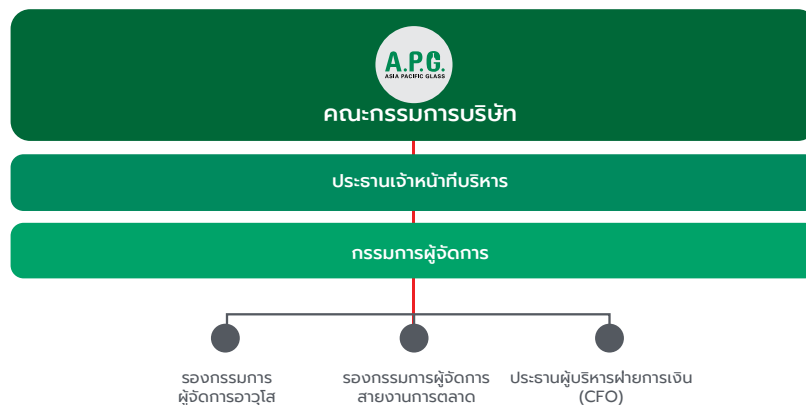 A.P.G.
ASIA PACIFIC GLASS
คณะกรรมการบริษัท
ประธานเจ้าหน้าที่บริหาร
กรรมการผู้จัดการ
รองกรรมการ
ผู้จัดการอาวุโส
รองกรรมการผู้จัดการ
สายงานการตลาด
ประธานผู้บริหารฝ่ายการเงิน
(CFO)